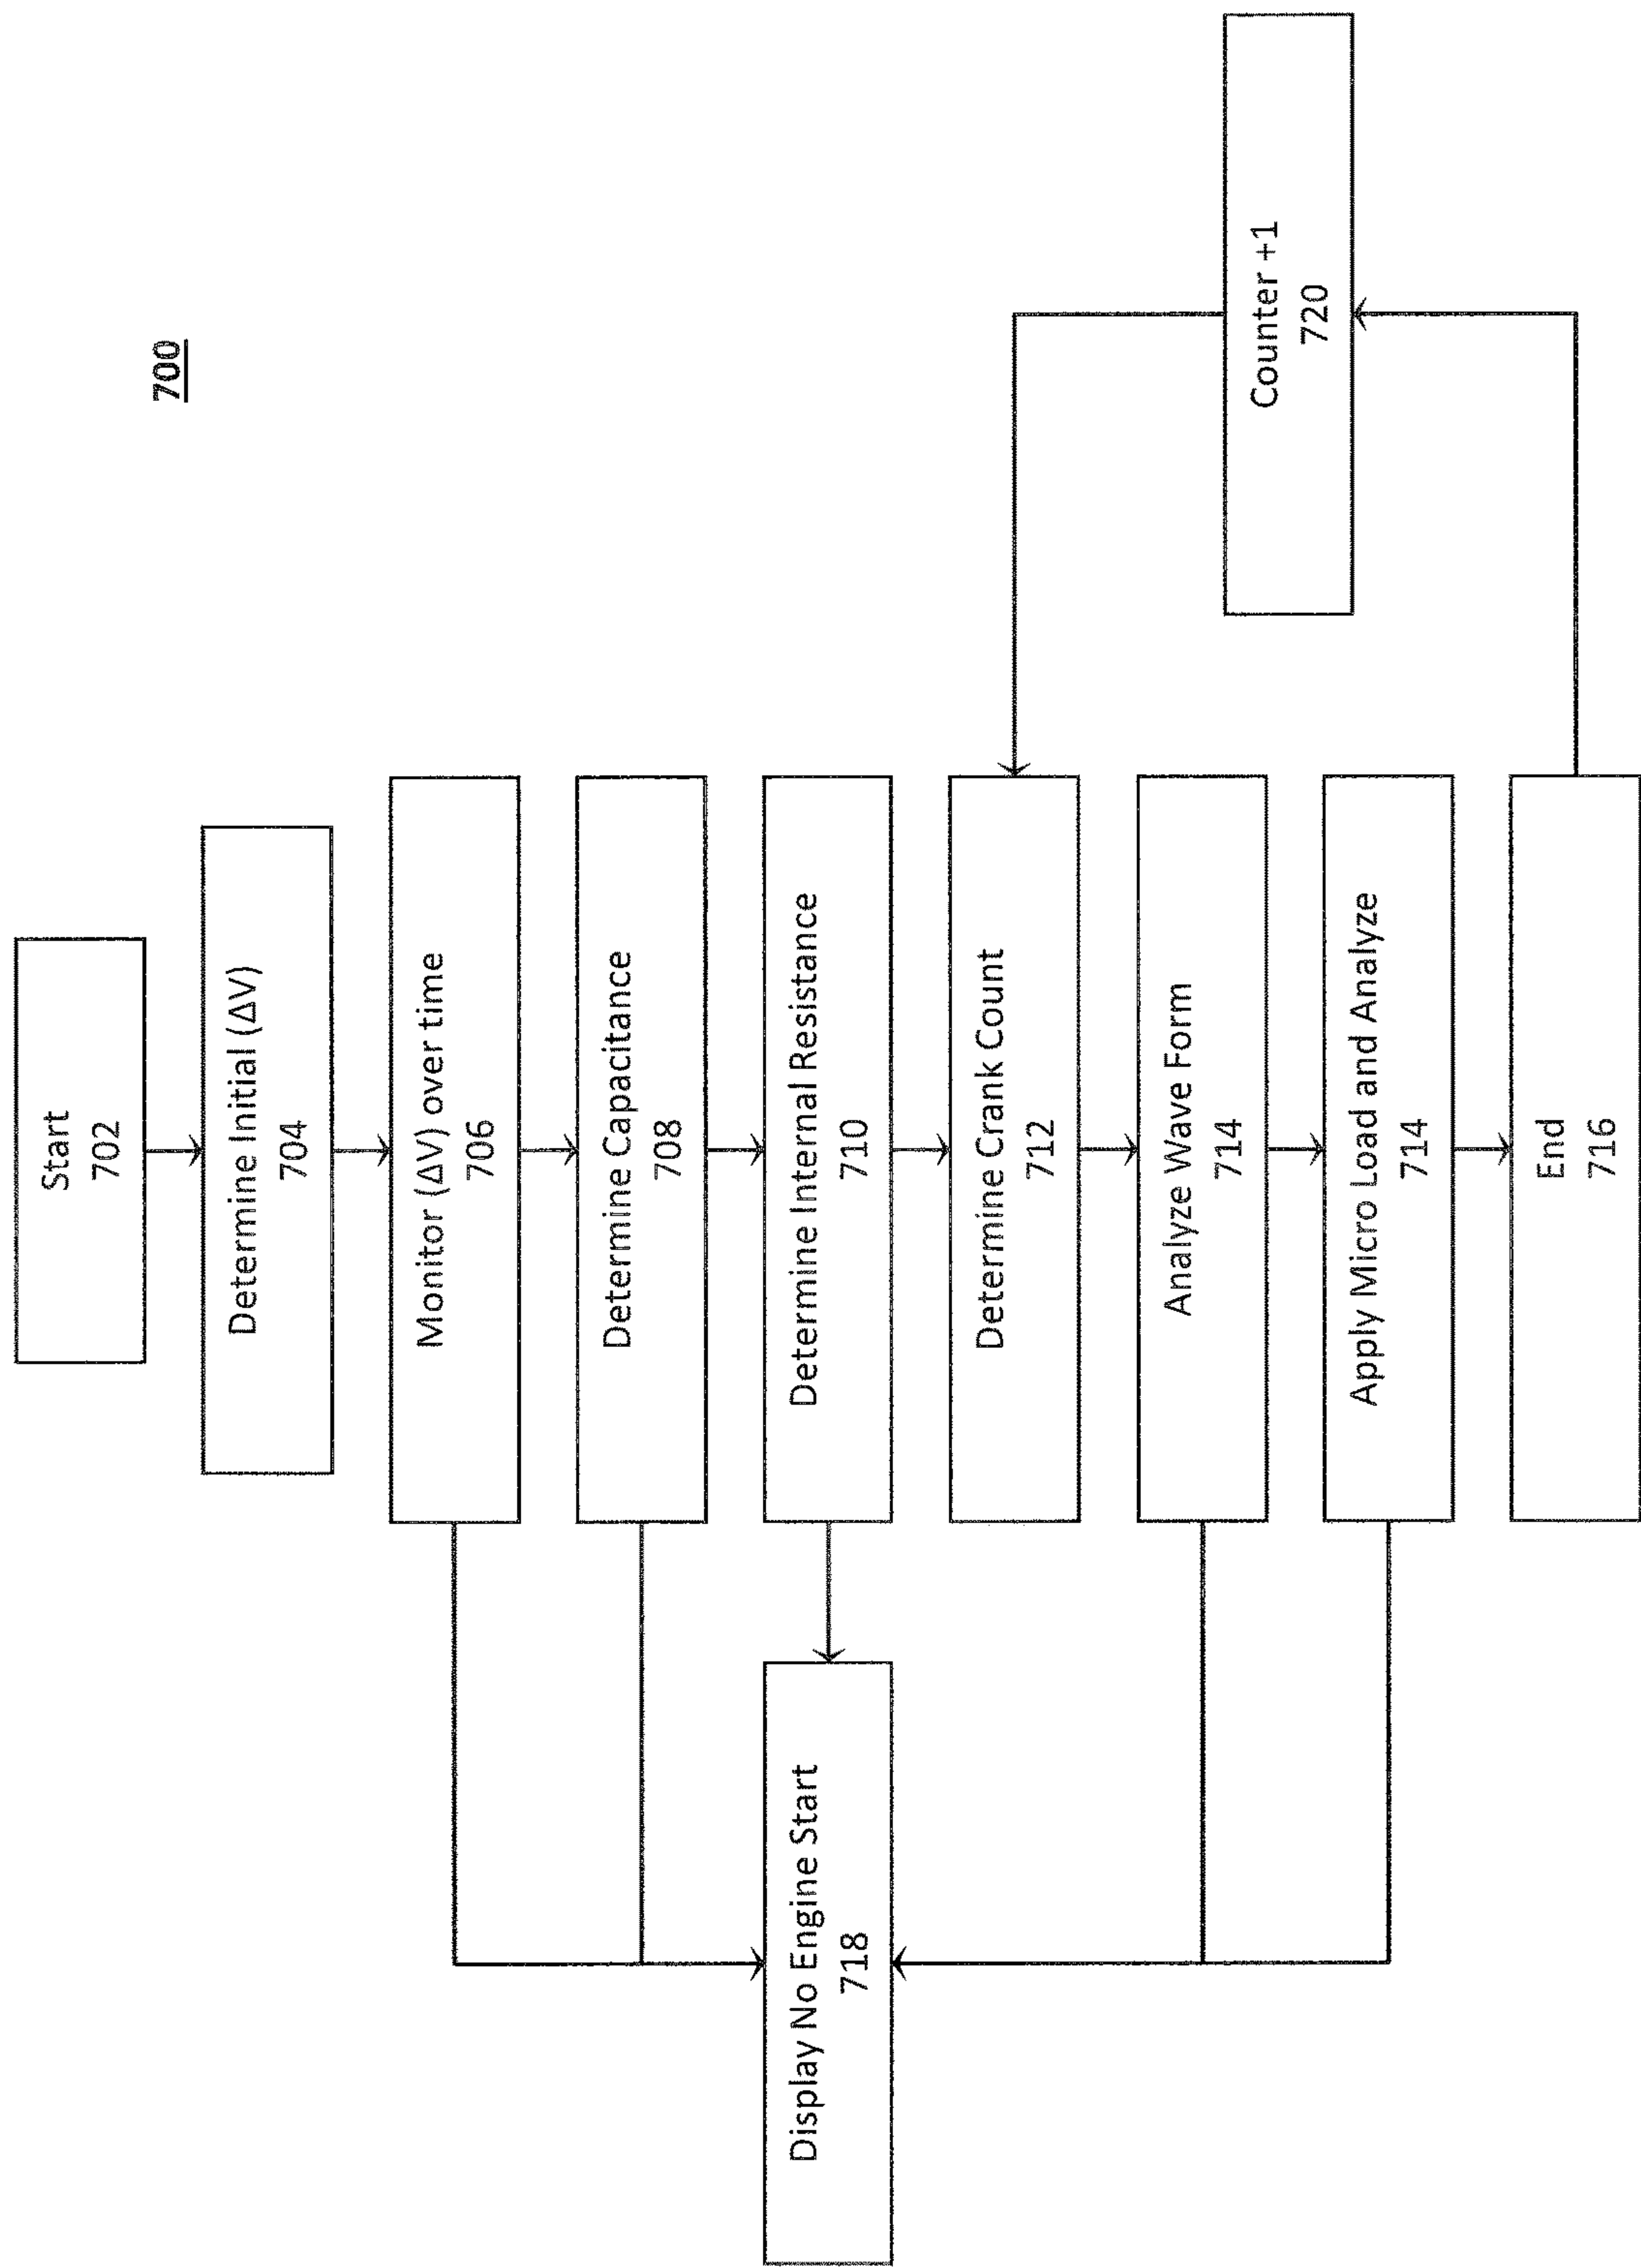 700
Start
702
Determine Initial (ΔV)
704
Monitor (ΔV) over time
706
Determine Capacitance
708
Determine Internal Resistance
710
Display No Engine Start
718
Determine Crank Count
712
Analyze Wave Form
714
Counter +1
720
Apply Micro Load and Analyze
714
End
716